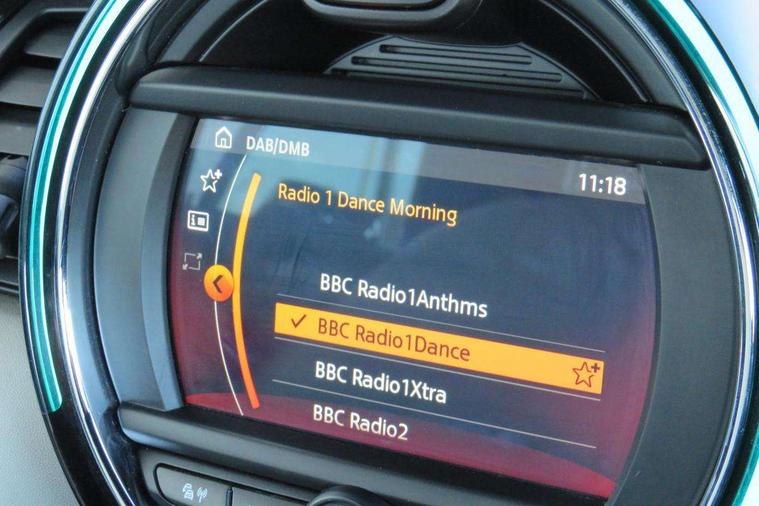 DAB/DMB
11:18
Radio 1 Dance Morning
BBC Radio1Anthms
BBC Radio1Dance
BBC Radio1Xtra
BBC Radio2